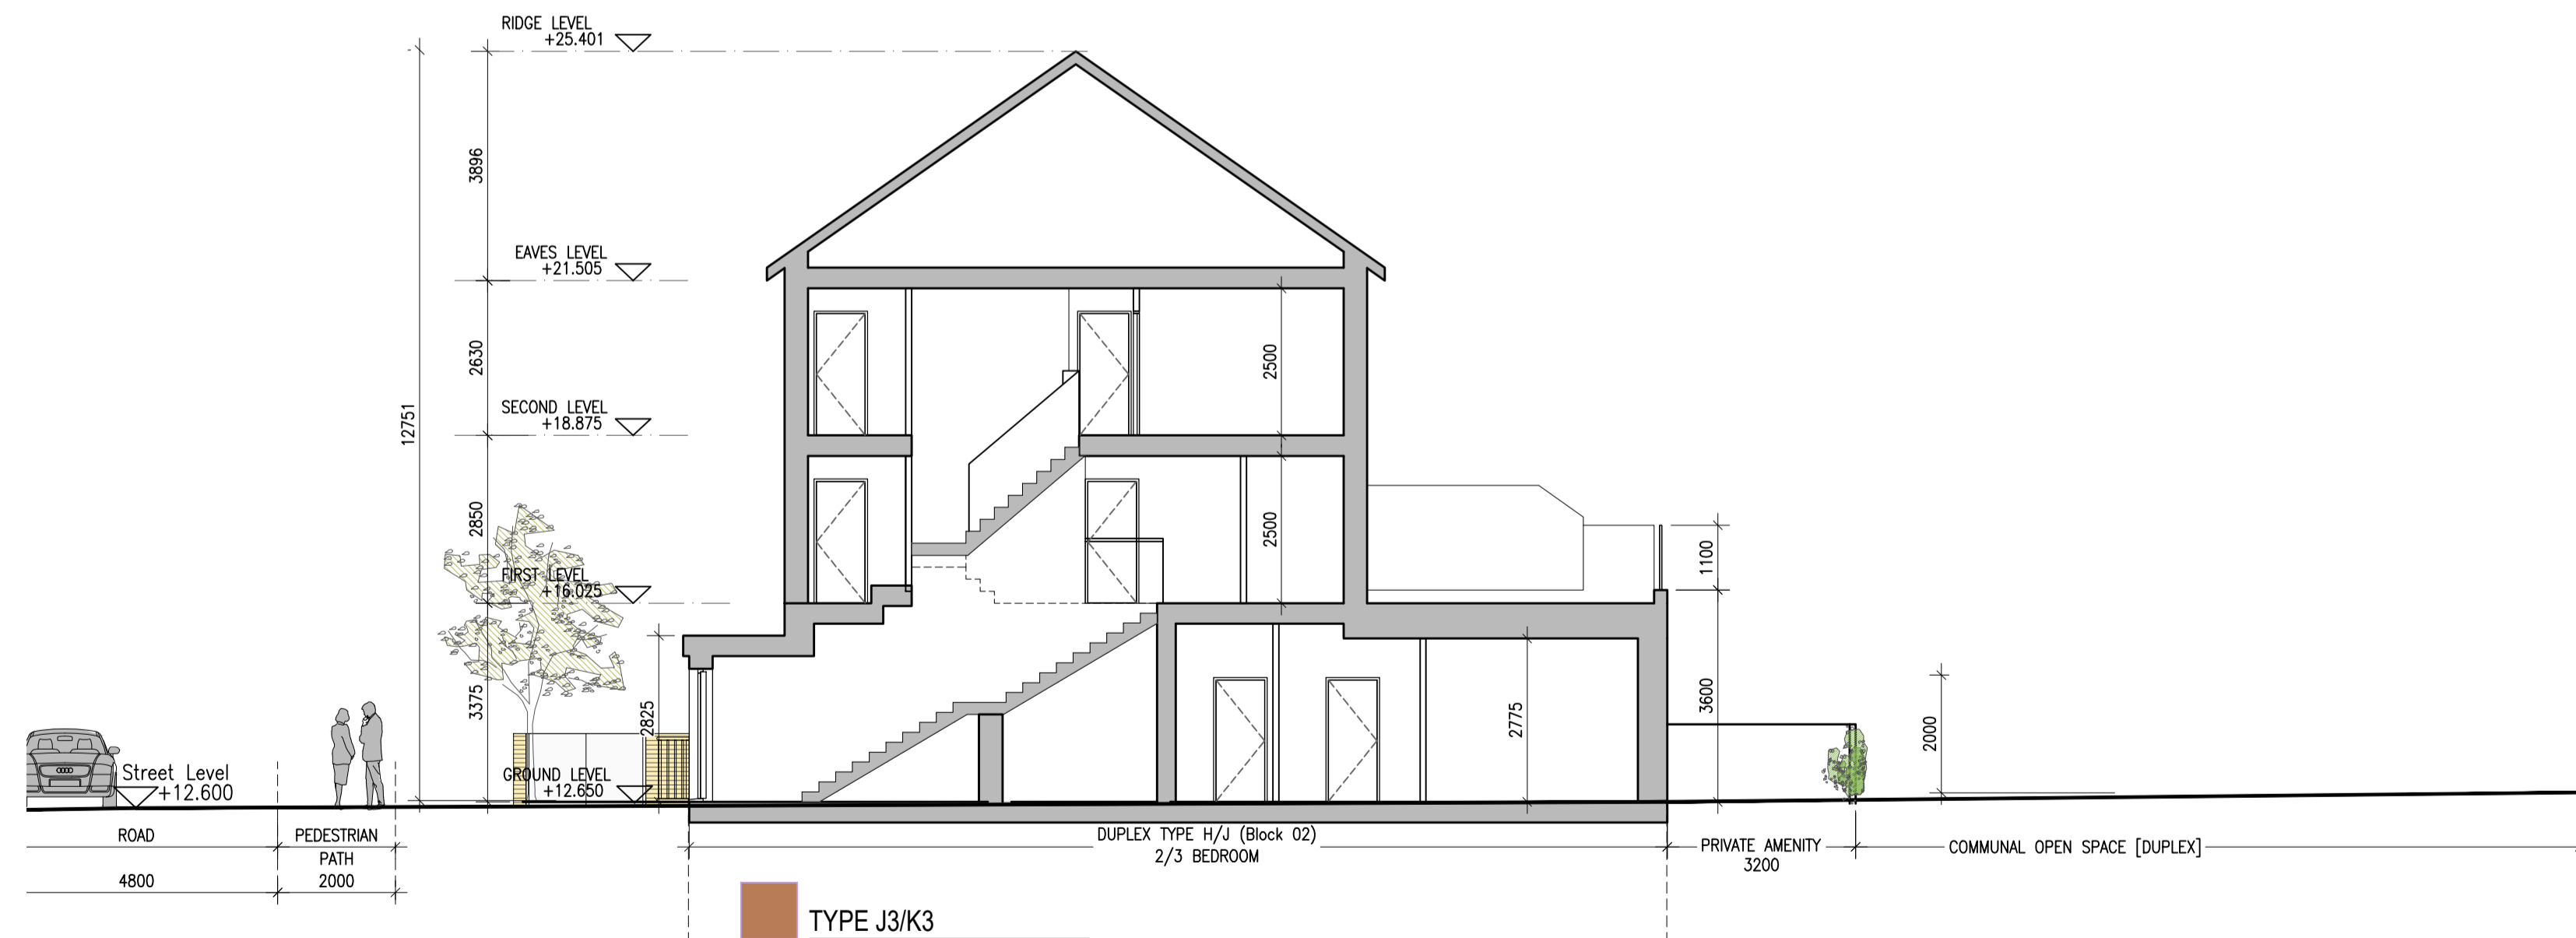 RIDGE LEVEL
+25.401
3896
EAVES LEVEL
+21.505
2630
2500
SECOND LEVEL
+18.875
12751
2850
2500
FIRST LEVEL
+16.025
1100
3375
2825
2775
3600
2000
Street Level
+12.600
GROUND LEVEL
+12.650
ROAD
PEDESTRIAN
PATH
4800
2000
DUPLEX TYPE H/J (Block 02)
2/3 BEDROOM
PRIVATE AMENITY
3200
COMMUNAL OPEN SPACE [DUPLEX]
TYPE J3/K3